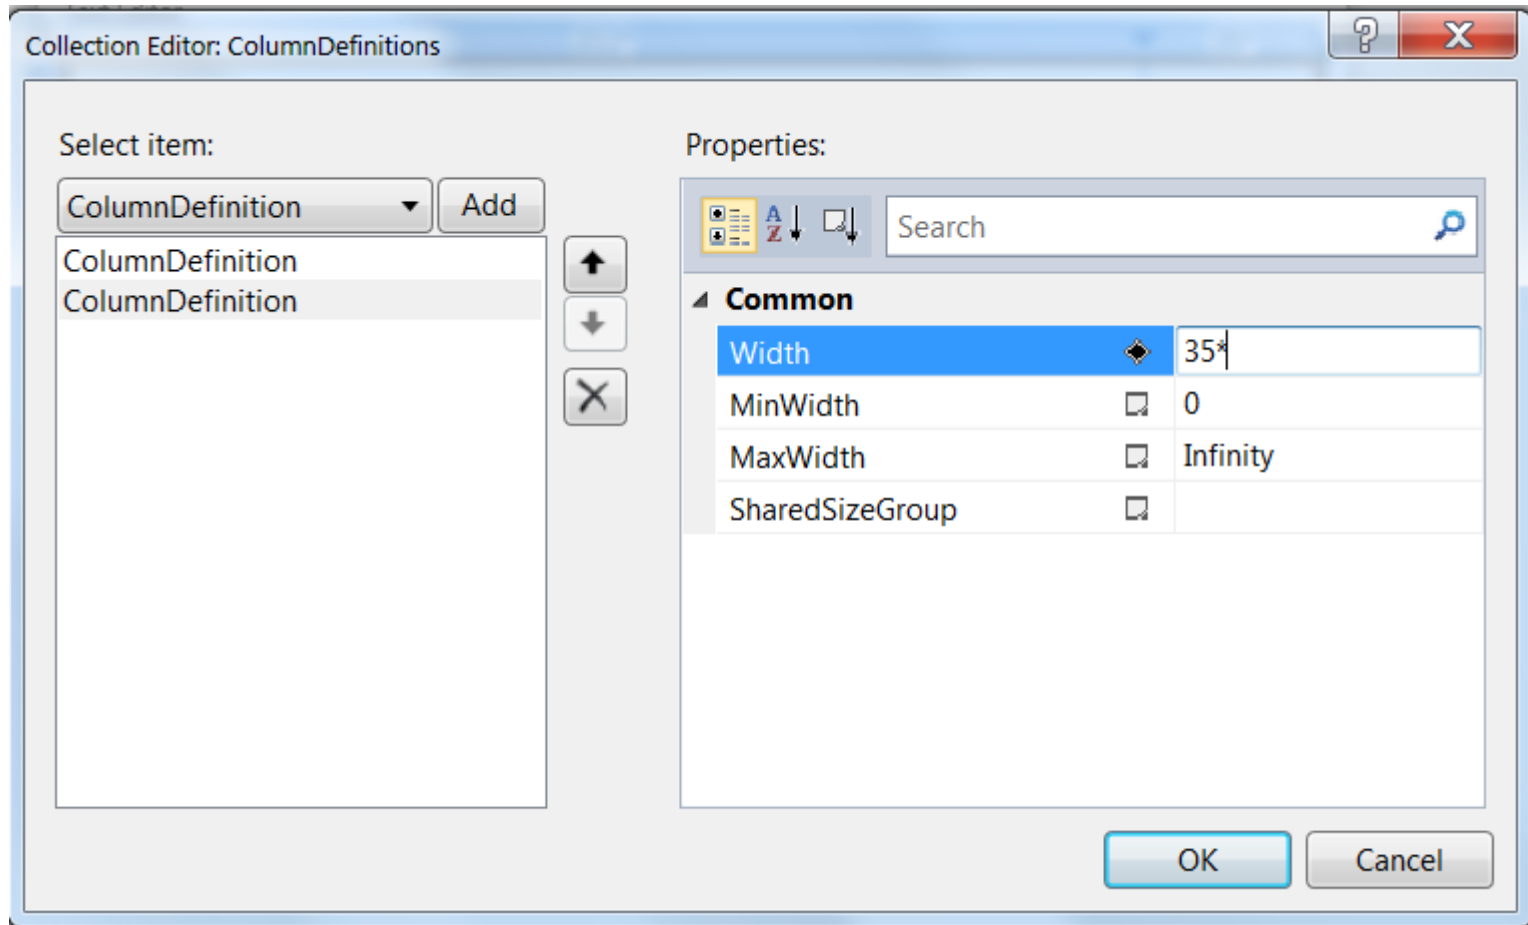 Collection Editor: ColumnDefinitions
Select item:
Properties:
ColumnDefinition
Add
ColumnDefinition
ColumnDefinition
Search
Common
Width 35*
MinWidth 0
MaxWidth Infinity
SharedSizeGroup
OK
Cancel